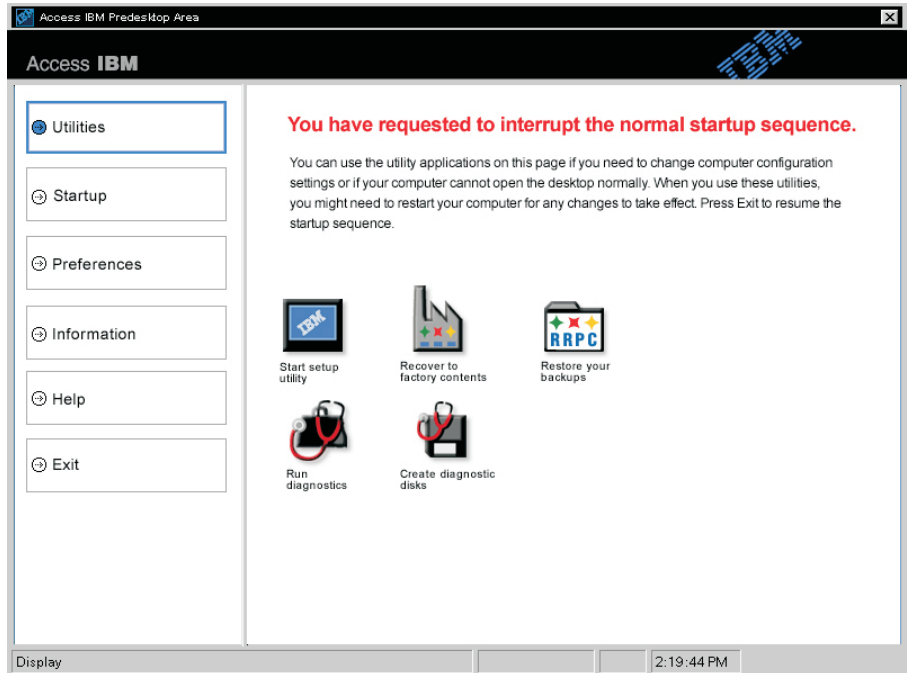 Access IBM Predesktop Area
Access IBM
IBM
Utilities
Startup
Preferences
Information
Help
Exit
You have requested to interrupt the normal startup sequence.
You can use the utility applications on this page if you need to change computer configuration
settings or if your computer cannot open the desktop normally. When you use these utilities,
you might need to restart your computer for any changes to take effect. Press Exit to resume the
startup sequence.
IBM
Start setup
utility
Recover to
factory contents
RRPC
Restore your
backups
Run
diagnostics
Create diagnostic
disks
Display
2:19:44 PM